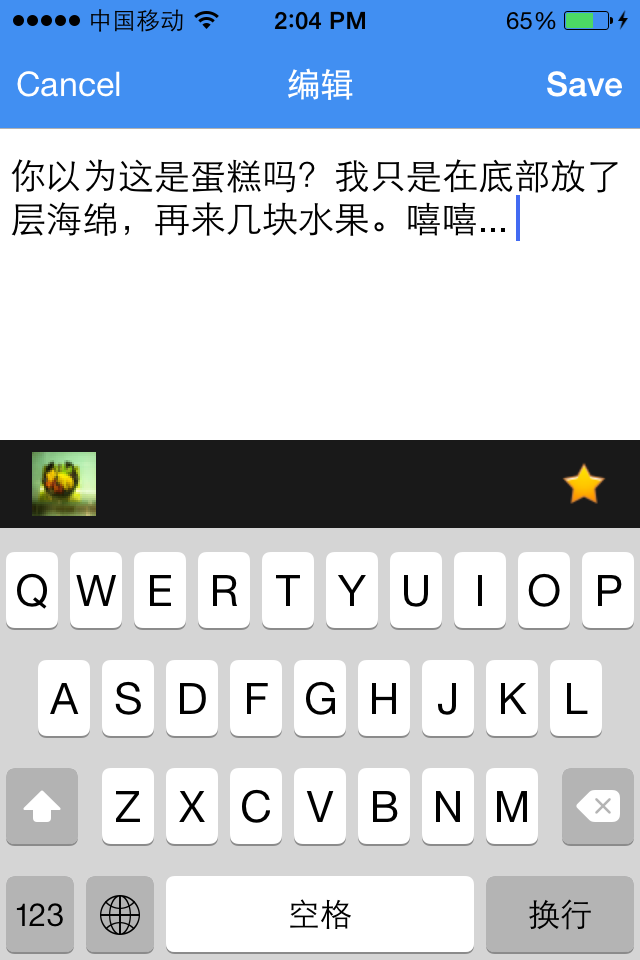 中国移动 2:04 PM 65%
Cancel 编辑 Save
你以为这是蛋糕吗？我只是在底部放了
层海绵，再来几块水果。嘻嘻...
Q W E R T Y U I O P
A S D F G H J K L
Z X C V B N M
123 空格 换行